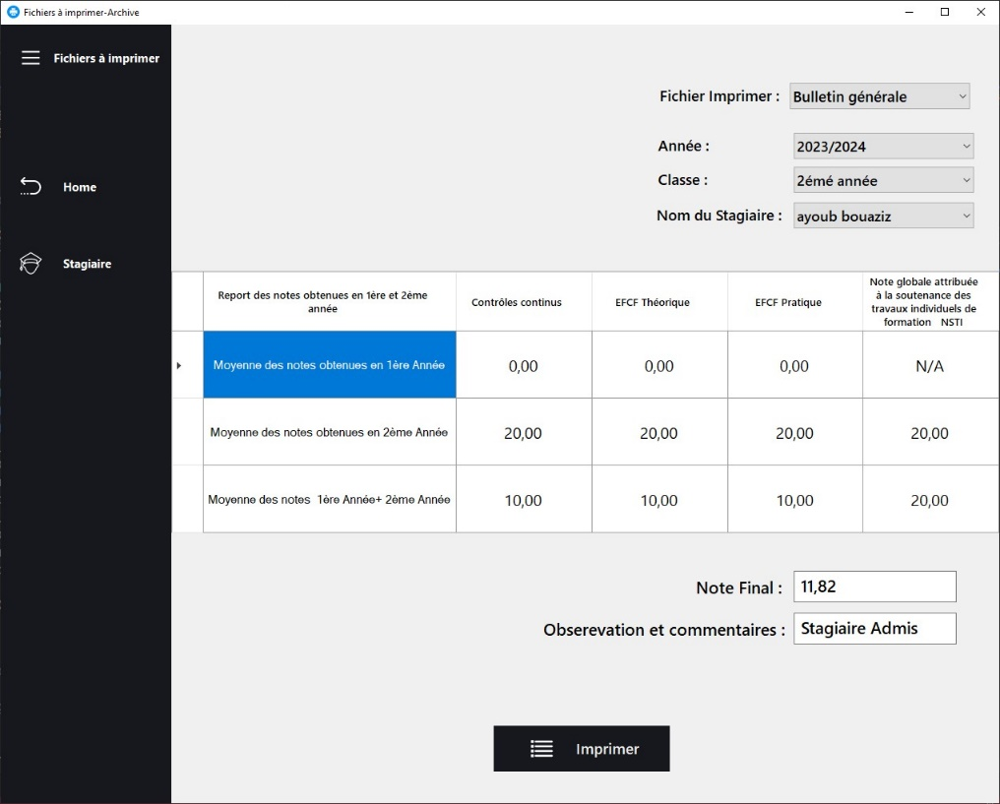 Fichiers à imprimer-Archive
Fichiers à imprimer
Home
Stagiaire
Fichier Imprimer : Bulletin générale
Année : 2023/2024
Classe : 2émé année
Nom du Stagiaire : ayoub bouaziz
Report des notes obtenues en 1ère et 2ème
année
Contrôles continus
EFCF Théorique
EFCF Pratique
Note globale attribuée
à la soutenance des
travaux individuels de
formation NSTI
Moyenne des notes obtenues en 1ère Année 0,00 0,00 0,00 N/A
Moyenne des notes obtenues en 2ème Année 20,00 20,00 20,00 20,00
Moyenne des notes 1ère Année+ 2ème Année 10,00 10,00 10,00 20,00
Note Final : 11,82
Obserevation et commentaires : Stagiaire Admis
Imprimer